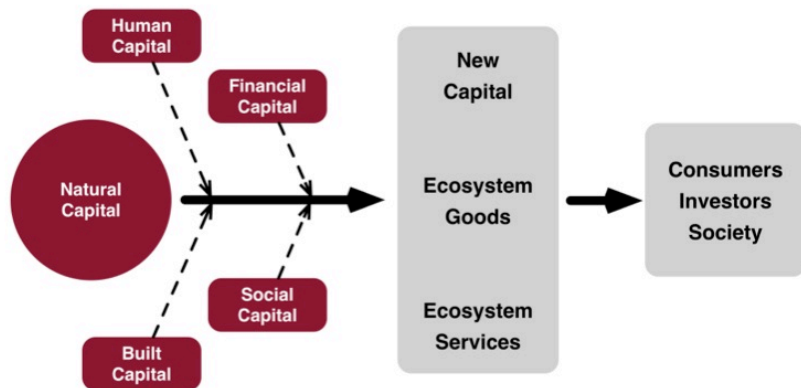 Human
Capital
Financial
Capital
Natural
Capital
Social
Capital
Built
Capital
New
Capital
Ecosystem
Goods
Ecosystem
Services
Consumers
Investors
Society